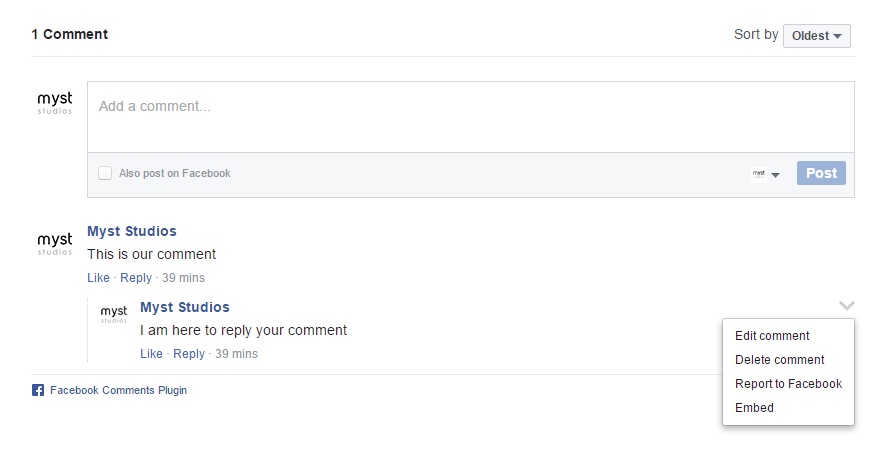 1 Comment
Sort by Oldest
myst
studios
Add a comment...
Also post on Facebook
myst
Post
myst
studios
Myst Studios
This is our comment
Like · Reply · 39 mins
myst
studios
Myst Studios
I am here to reply your comment
Like · Reply · 39 mins
Edit comment
Delete comment
Report to Facebook
Embed
Facebook Comments Plugin